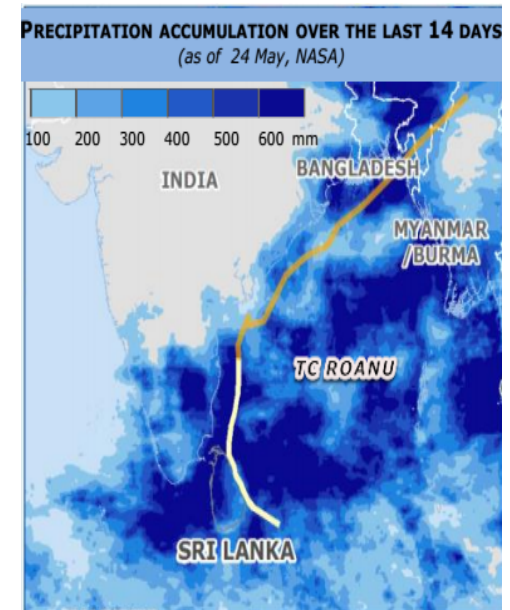 PRECIPITATION ACCUMULATION OVER THE LAST 14 DAYS
(as of 24 May, NASA)
100 200 300 400 500 600 mm
INDIA
BANGLADESH
MYANMAR
/BURMA
TC ROANU
SRI LANKA